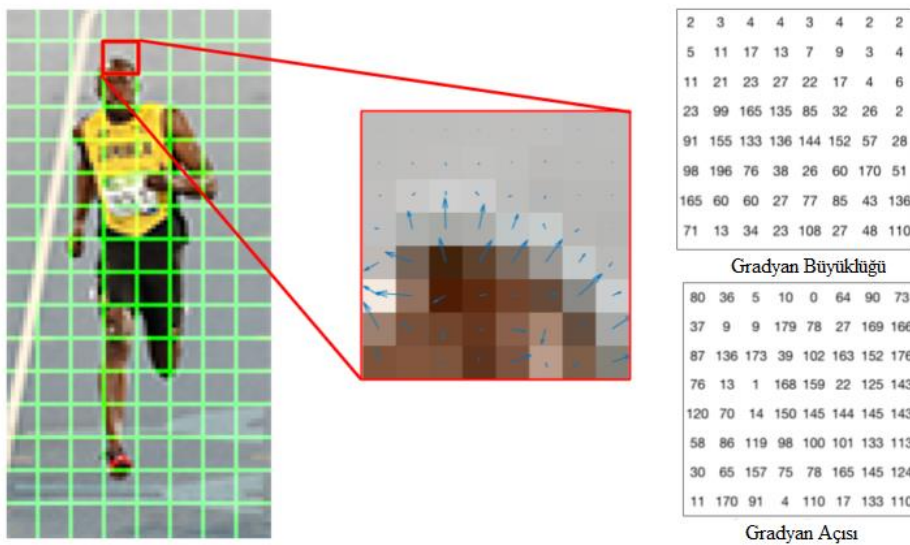 2 3 4 4 3 4 2 2
5 11 17 13 7 9 3 4
11 21 23 27 22 17 4 6
23 99 165 135 85 32 26 2
91 155 133 136 144 152 57 28
98 196 76 38 26 60 170 51
165 60 60 27 77 85 43 136
71 13 34 23 108 27 48 110
Gradyan Büyüklüğü
80 36 5 10 0 64 90 73
37 9 9 179 78 27 169 166
87 136 173 39 102 163 152 176
76 13 1 168 159 22 125 143
120 70 14 150 145 144 145 143
58 86 119 98 100 101 133 113
30 65 157 75 78 165 145 124
11 170 91 4 110 17 133 110
Gradyan Açısı